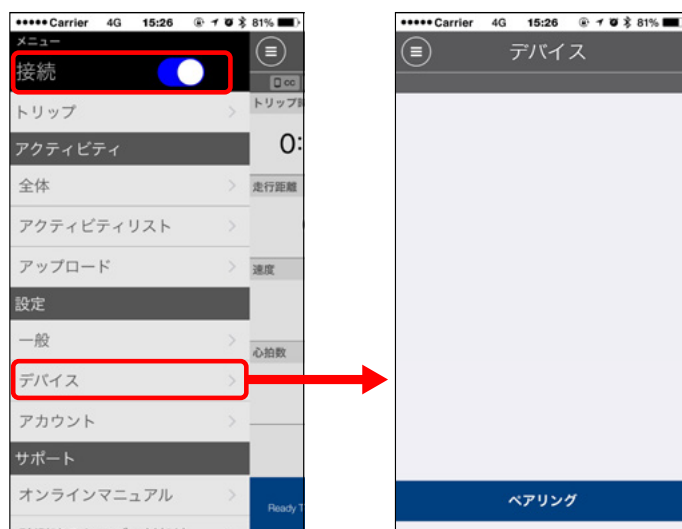 Carrier 4G 15:26 81%
メニュー
接続
トリップ
アクティビティ
全体
アクティビティリスト
アップロード
設定
一般
デバイス
アカウント
サポート
オンラインマニュアル
CC
トリップ
0:
走行距離
速度
心拍数
Ready T
Carrier 4G 15:26 81%
デバイス
ペアリング